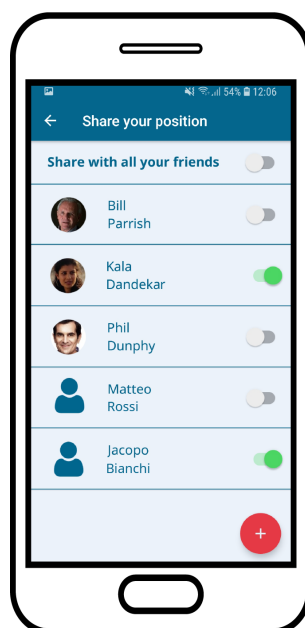 54% 12:06
Share your position
Share with all your friends
Bill
Parrish
Kala
Dandekar
Phil
Dunphy
Matteo
Rossi
Jacopo
Bianchi
+